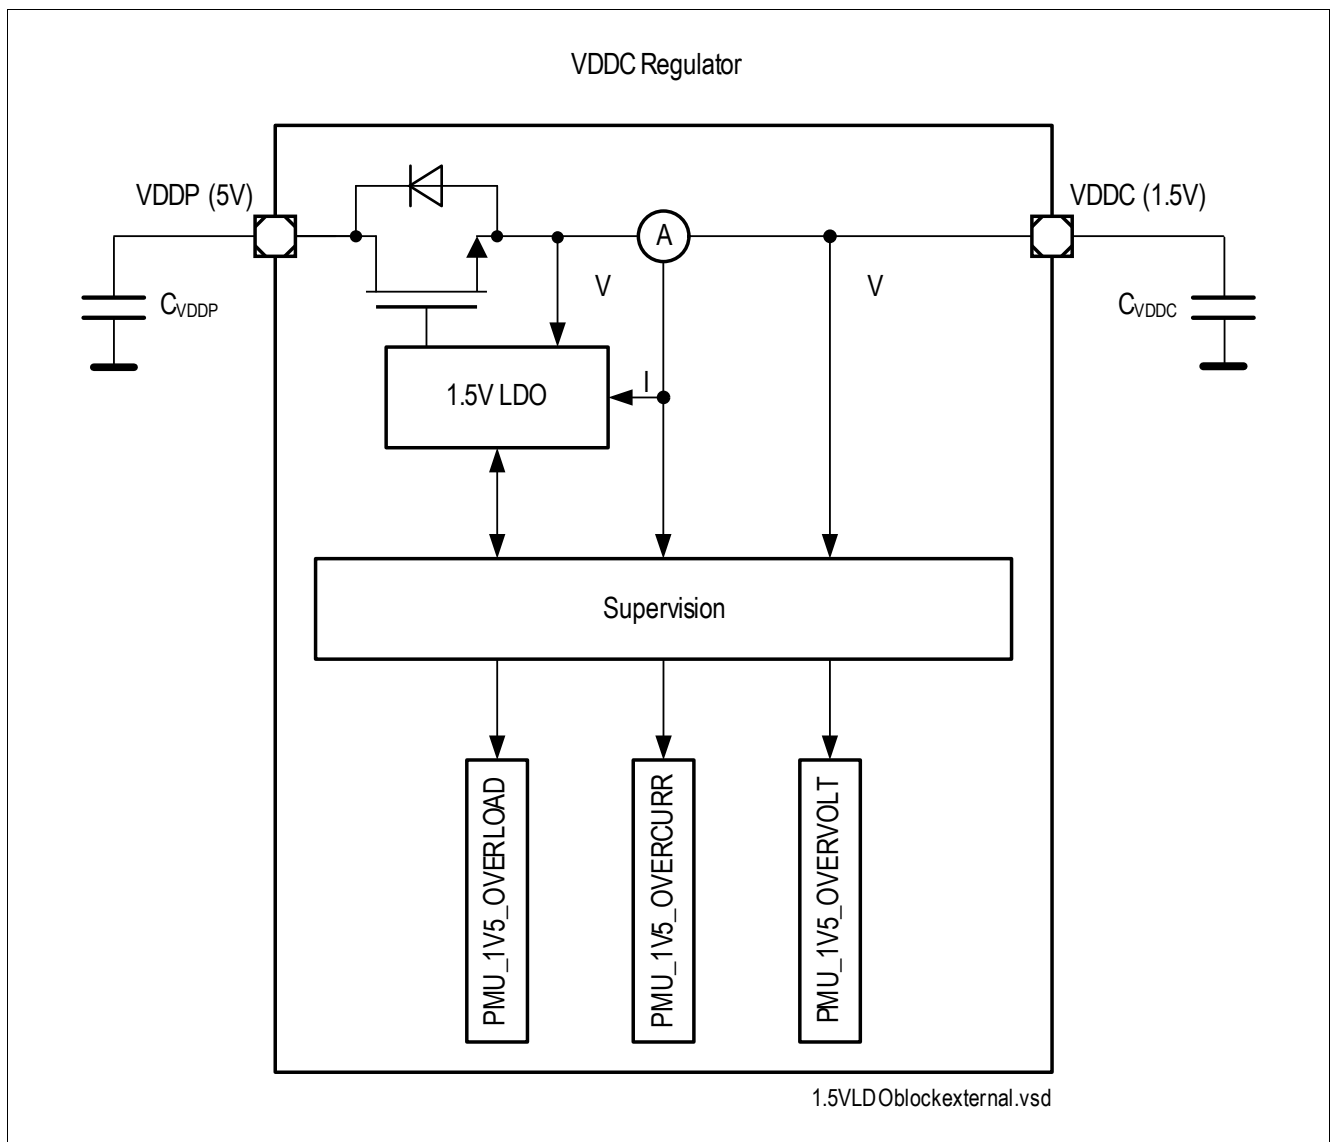 VDDC Regulator
VDDP (5V)
VDDC (1.5V)
A
V
V
CVDDP
CVDDC
I
1.5V LDO
Supervision
PMU_1V5_OVERLOAD
PMU_1V5_OVERCURR
PMU_1V5_OVERVOLT
1.5VLDOblockexternal.vsd